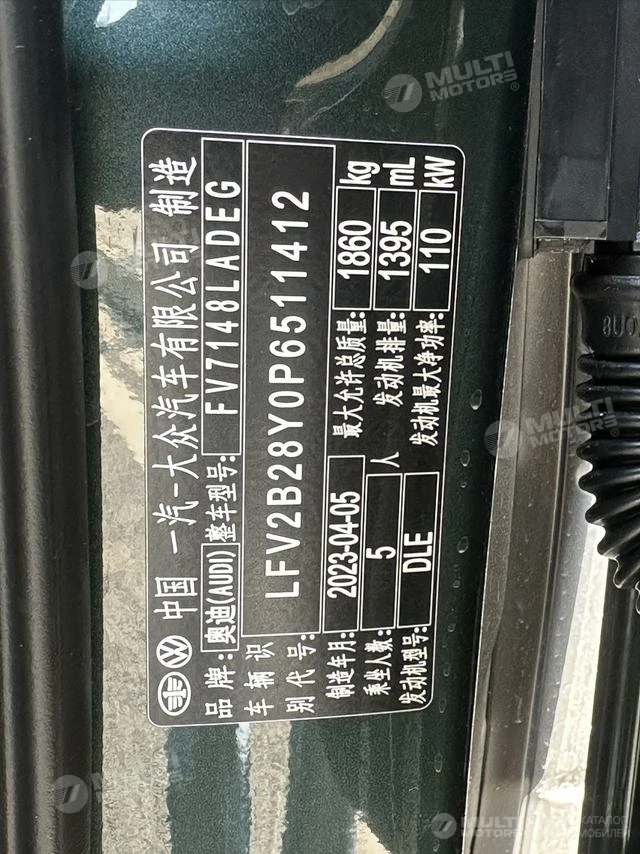 中国 一汽-大众汽车有限公司 制造
品牌: 奥迪(AUDI) 整车型号: FV7148LADEG
车辆识别代号: LFV2B28Y0P6511412
制造年月: 2023-04-05 最大允许总质量: 1860 kg
乘坐人数: 5 人 发动机排量: 1395 mL
发动机型号: DLE 发动机最大净功率: 110 kW
MULTI MOTORS®
КАТАЛОГ